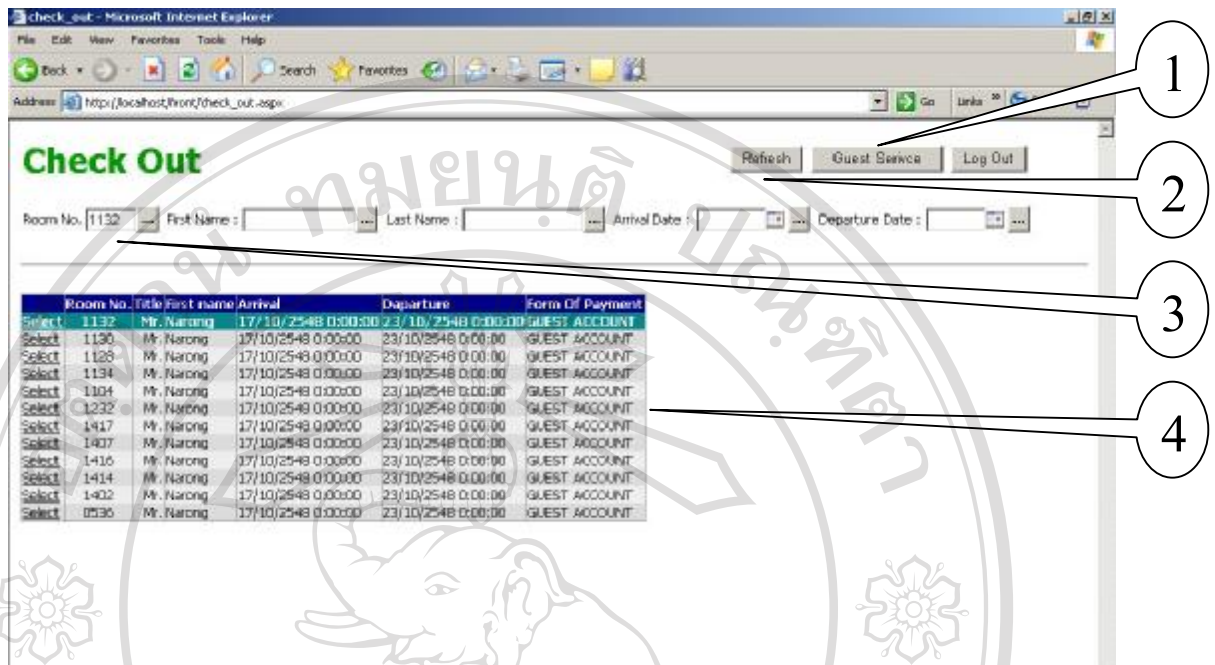 check_out - Microsoft Internet Explorer
File Edit View Favorites Tools Help
Back Search Favorites
Address http://localhost/front/check_out.aspx Go Links
1
Check Out
Refresh Guest Serivce Log Out
2
Room No. 1132 ... First Name : ... Last Name : ... Arrival Date : ... Departure Date : ...
3
Room No. Title First name Arrival Daparture Form Of Payment
Select 1132 Mr. Narong 17/10/2548 0:00:00 23/10/2548 0:00:00 GUEST ACCOUNT
Select 1130 Mr. Narong 17/10/2548 0:00:00 23/10/2548 0:00:00 GUEST ACCOUNT
Select 1128 Mr. Narong 17/10/2548 0:00:00 23/10/2548 0:00:00 GUEST ACCOUNT
Select 1134 Mr. Narong 17/10/2548 0:00:00 23/10/2548 0:00:00 GUEST ACCOUNT
Select 1104 Mr. Narong 17/10/2548 0:00:00 23/10/2548 0:00:00 GUEST ACCOUNT
Select 1232 Mr. Narong 17/10/2548 0:00:00 23/10/2548 0:00:00 GUEST ACCOUNT
4
Select 1417 Mr. Narong 17/10/2548 0:00:00 23/10/2548 0:00:00 GUEST ACCOUNT
Select 1407 Mr. Narong 17/10/2548 0:00:00 23/10/2548 0:00:00 GUEST ACCOUNT
Select 1416 Mr. Narong 17/10/2548 0:00:00 23/10/2548 0:00:00 GUEST ACCOUNT
Select 1414 Mr. Narong 17/10/2548 0:00:00 23/10/2548 0:00:00 GUEST ACCOUNT
Select 1402 Mr. Narong 17/10/2548 0:00:00 23/10/2548 0:00:00 GUEST ACCOUNT
Select 0536 Mr. Narong 17/10/2548 0:00:00 23/10/2548 0:00:00 GUEST ACCOUNT